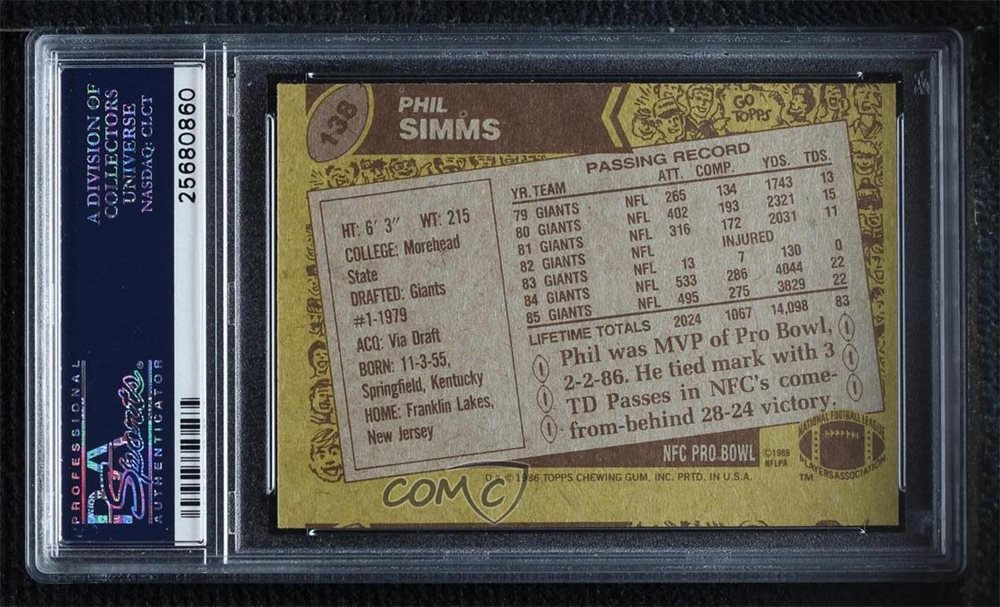 A DIVISION OF
COLLECTORS
UNIVERSE
NASDAQ: CLCT
25680860
PROFESSIONAL
PSA
Sports
AUTHENTICATOR
138
PHIL
SIMMS
GO
TOPPS
HT: 6' 3" WT: 215
COLLEGE: Morehead
State
DRAFTED: Giants
#1-1979
ACQ: Via Draft
BORN: 11-3-55,
Springfield, Kentucky
HOME: Franklin Lakes,
New Jersey
PASSING RECORD
YR. TEAM ATT. COMP. YDS. TDS.
79 GIANTS NFL 265 134 1743 13
80 GIANTS NFL 402 193 2321 15
81 GIANTS NFL 316 172 2031 11
82 GIANTS NFL INJURED
83 GIANTS NFL 13 7 130 0
84 GIANTS NFL 533 286 4044 22
85 GIANTS NFL 495 275 3829 22
LIFETIME TOTALS 2024 1067 14,098 83
Phil was MVP of Pro Bowl,
2-2-86. He tied mark with 3
TD Passes in NFC's come-
from-behind 28-24 victory.
NFC PRO BOWL
©1986
NFLPA
NATIONAL FOOTBALL LEAGUE
PLAYERS ASSOCIATION
TM
©1986 TOPPS CHEWING GUM, INC. PRTD. IN U.S.A.
COMC